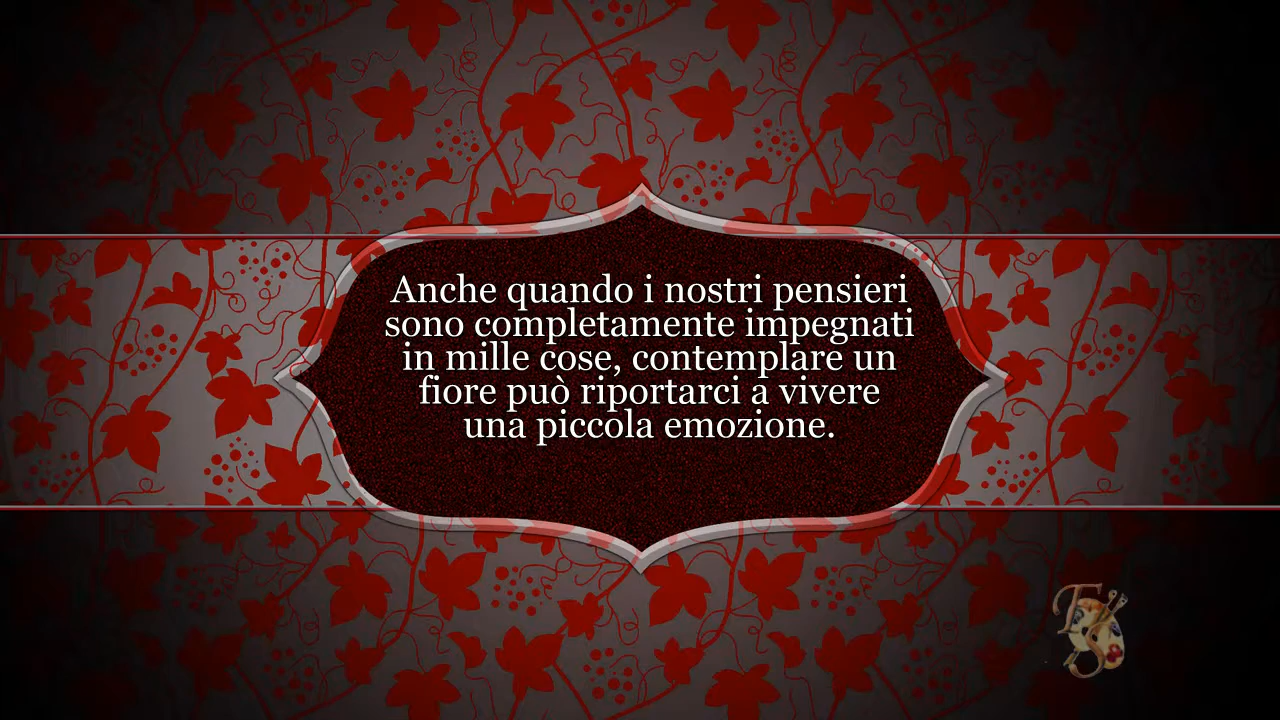 Anche quando i nostri pensieri
sono completamente impegnati
in mille cose, contemplare un
fiore può riportarci a vivere
una piccola emozione.